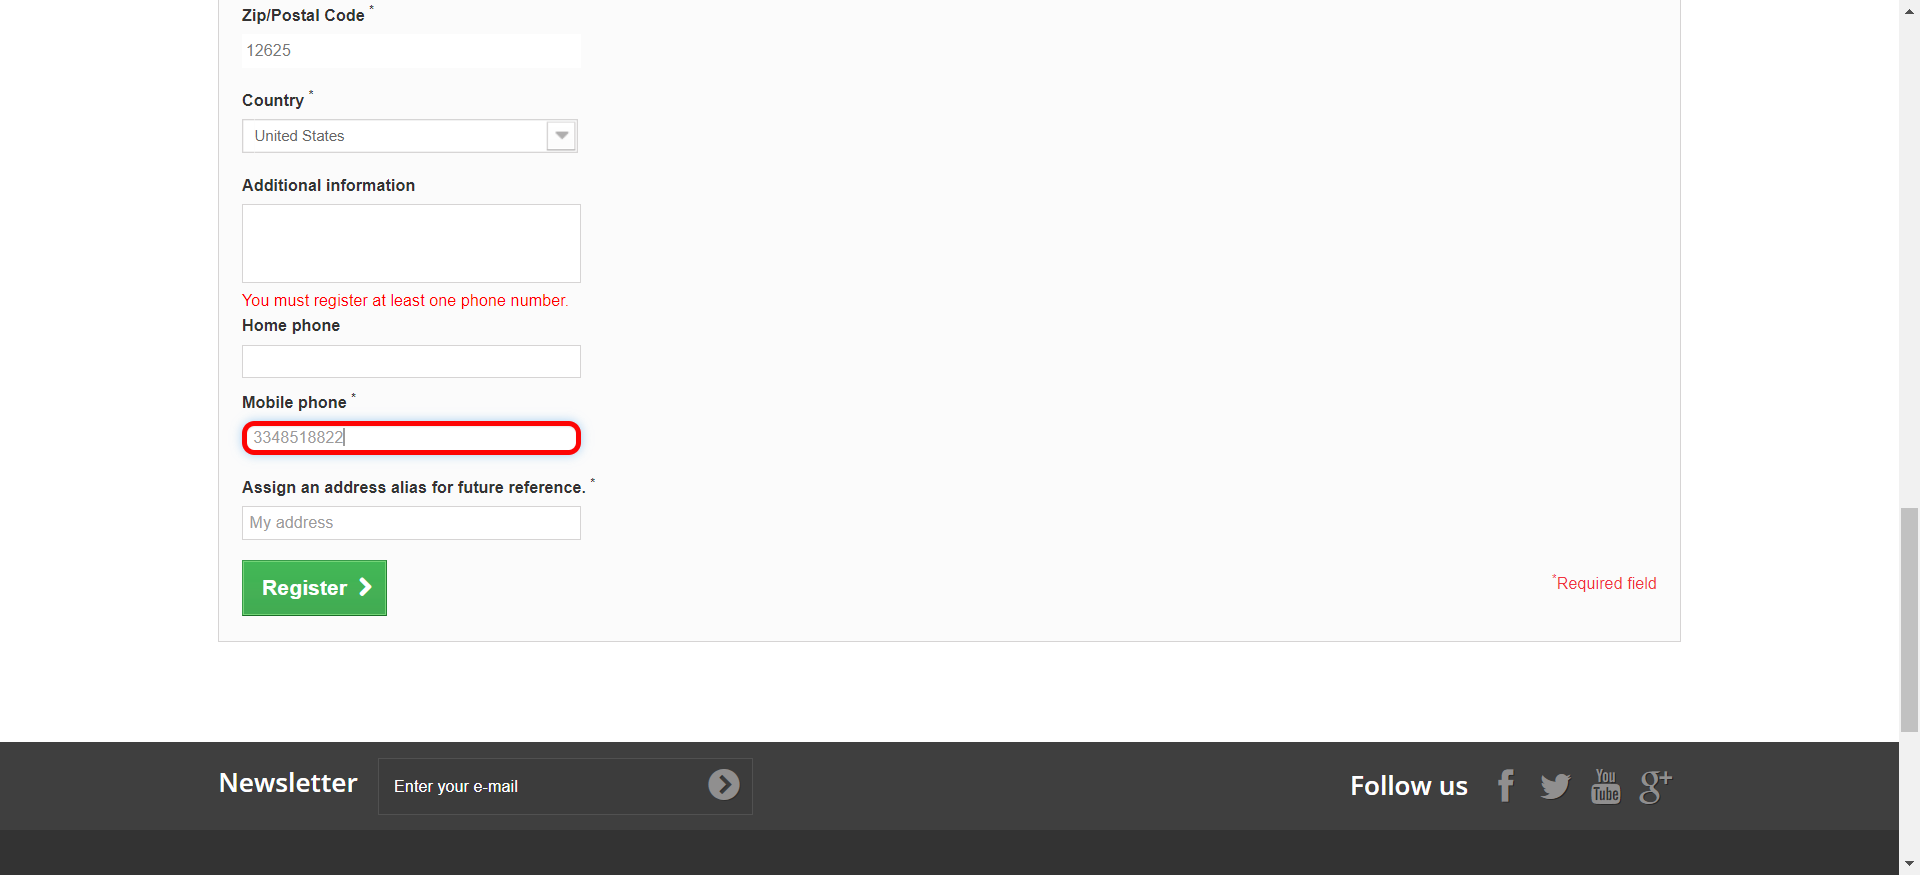 Zip/Postal Code *
12625
Country *
United States
Additional information
You must register at least one phone number.
Home phone
Mobile phone *
3348518822
Assign an address alias for future reference. *
My address
Register
*Required field
Newsletter
Enter your e-mail
Follow us
You
Tube
g+